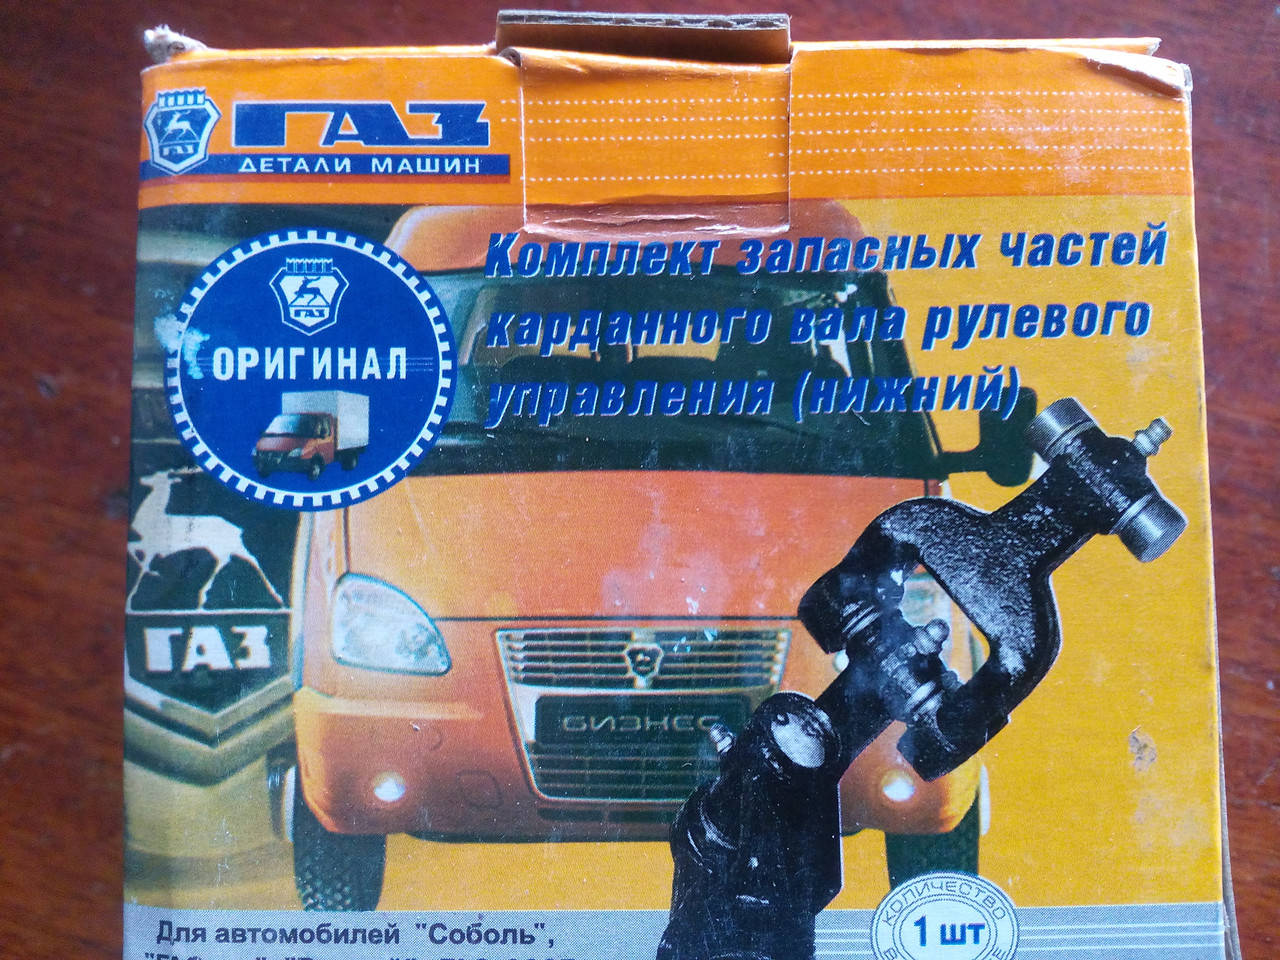 ГАЗ
ДЕТАЛИ МАШИН
ГАЗ
Комплект запасных частей
карданного вала рулевого
управления (нижний)
ГАЗ
ОРИГИНАЛ
ГАЗ
БИЗНЕС
КОЛИЧЕСТВО
1 шт
Для автомобилей "Соболь",